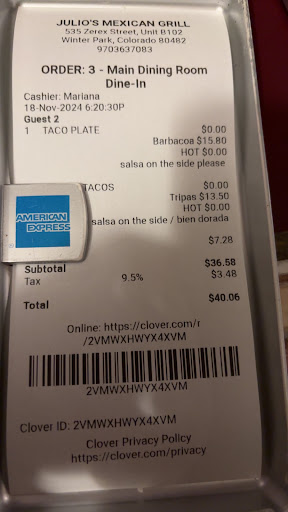 JULIO'S MEXICAN GRILL
535 Zerex Street, Unit B102
Winter Park, Colorado 80482
9703637083
ORDER: 3 - Main Dining Room
Dine-In
Cashier: Mariana
18-Nov-2024 6:20:30P
Guest 2
1 TACO PLATE $0.00
Barbacoa $15.80
HOT $0.00
salsa on the side please
TACOS $0.00
Tripas $13.50
HOT $0.00
salsa on the side / bien dorada
AMERICAN
EXPRESS
$7.28
Subtotal $36.58
Tax 9.5% $3.48
Total $40.06
Online: https://clover.com/r
/2VMWXHWYX4XVM
2VMWXHWYX4XVM
Clover ID: 2VMWXHWYX4XVM
Clover Privacy Policy
https://clover.com/privacy